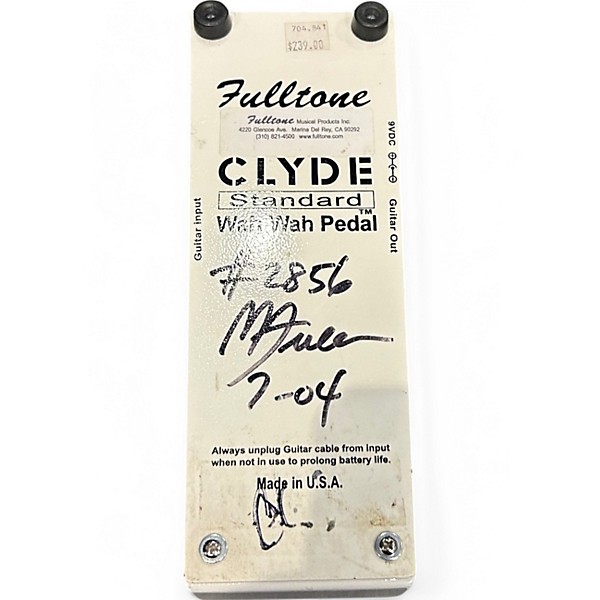 704.841
$239.00
Fulltone
Fulltone Musical Products Inc
4220 Glencoe Ave. Marina Del Rey, CA 90292
(310) 821-4500 www.fulltone.com
CLYDE
Standard
Wah Wah Pedal™
Guitar Input
9VDC
Guitar Out
#2856
7-04
Always unplug Guitar cable from input
when not in use to prolong battery life.
Made in U.S.A.